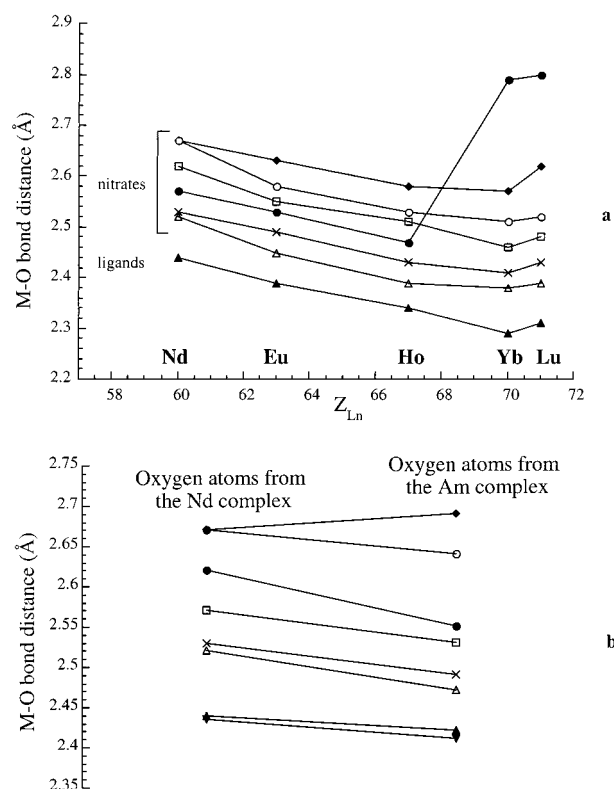 2.9
2.8
2.7
2.6
2.5
2.4
2.3
2.2
M-O bond distance (Å)
nitrates
ligands
a
Nd Eu Ho Yb Lu
58 60 62 64 66 68 70 72
Z Ln
2.75
2.7
2.65
2.6
2.55
2.5
2.45
2.4
2.35
M-O bond distance (Å)
Oxygen atoms from
the Nd complex
Oxygen atoms from
the Am complex
b